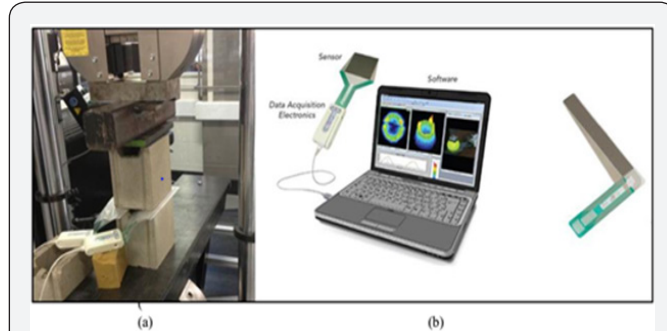 Sensor
Software
Data Acquisition
Electronics
(a)
(b)